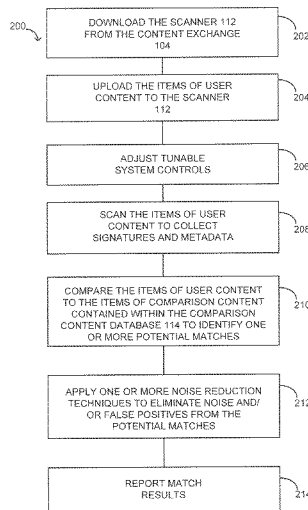 200
DOWNLOAD THE SCANNER 112
FROM THE CONTENT EXCHANGE
104
202
UPLOAD THE ITEMS OF USER
CONTENT TO THE SCANNER
112
204
ADJUST TUNABLE
SYSTEM CONTROLS
206
SCAN THE ITEMS OF USER
CONTENT TO COLLECT
SIGNATURES AND METADATA
208
COMPARE THE ITEMS OF USER CONTENT
TO THE ITEMS OF COMPARISON CONTENT
CONTAINED WITHIN THE COMPARISON
CONTENT DATABASE 114 TO IDENTIFY ONE
OR MORE POTENTIAL MATCHES
210
APPLY ONE OR MORE NOISE REDUCTION
TECHNIQUES TO ELIMINATE NOISE AND/
OR FALSE POSITIVES FROM THE
POTENTIAL MATCHES
212
REPORT MATCH
RESULTS
214